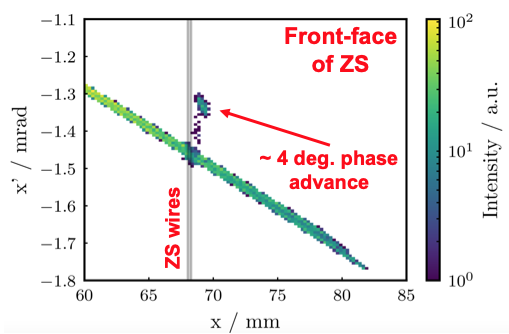 −1.1
−1.2
−1.3
−1.4
−1.5
−1.6
−1.7
−1.8
x' / mrad
60
65
70
75
80
85
x / mm
Front-face
of ZS
~ 4 deg. phase
advance
ZS wires
10²
10¹
10⁰
Intensity / a.u.